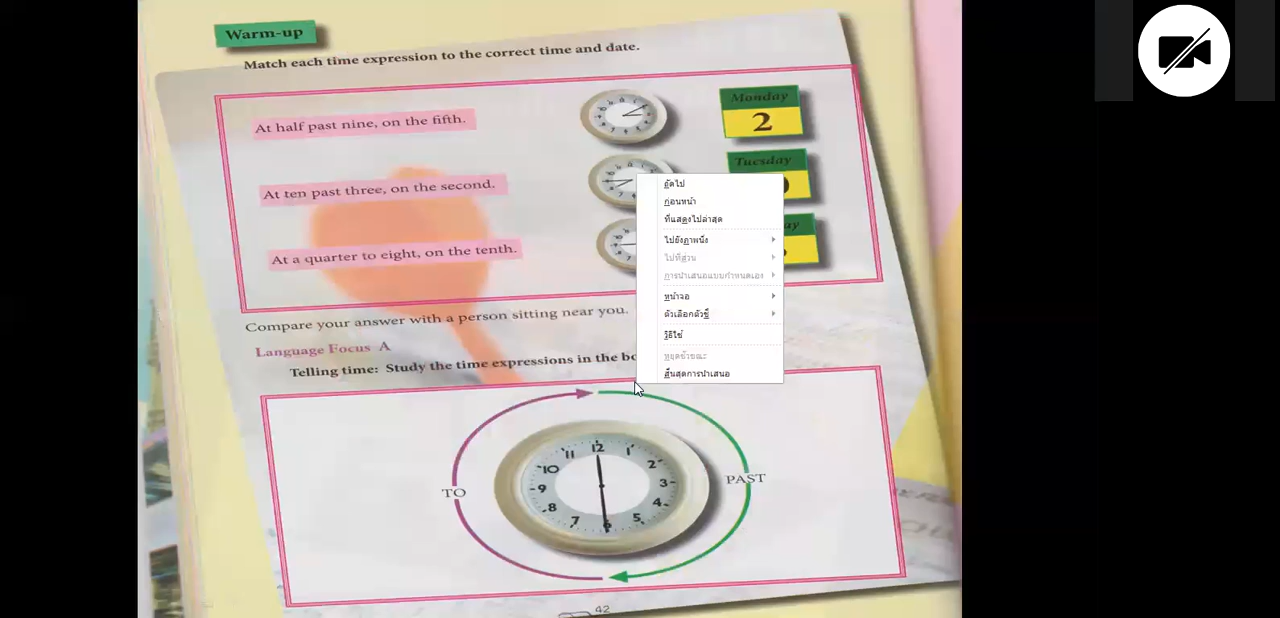 Warm-up
Match each time expression to the correct time and date.
At half past nine, on the fifth.
Monday
2
At ten past three, on the second.
Tuesday
At a quarter to eight, on the tenth.
Compare your answer with a person sitting near you.
Language Focus A
Telling time: Study the time expressions in the
ถัดไป
ก่อนหน้า
ที่แสดงไปล่าสุด
ไปยังภาพนิ่ง
ไปที่ส่วน
การนำเสนอแบบกำหนดเอง
หน้าจอ
ตัวเลือกตัวชี้
วิธีใช้
หยุดชั่วขณะ
สิ้นสุดการนำเสนอ
12
11
1
10
2
9
3
8
4
7
5
6
TO
PAST
42